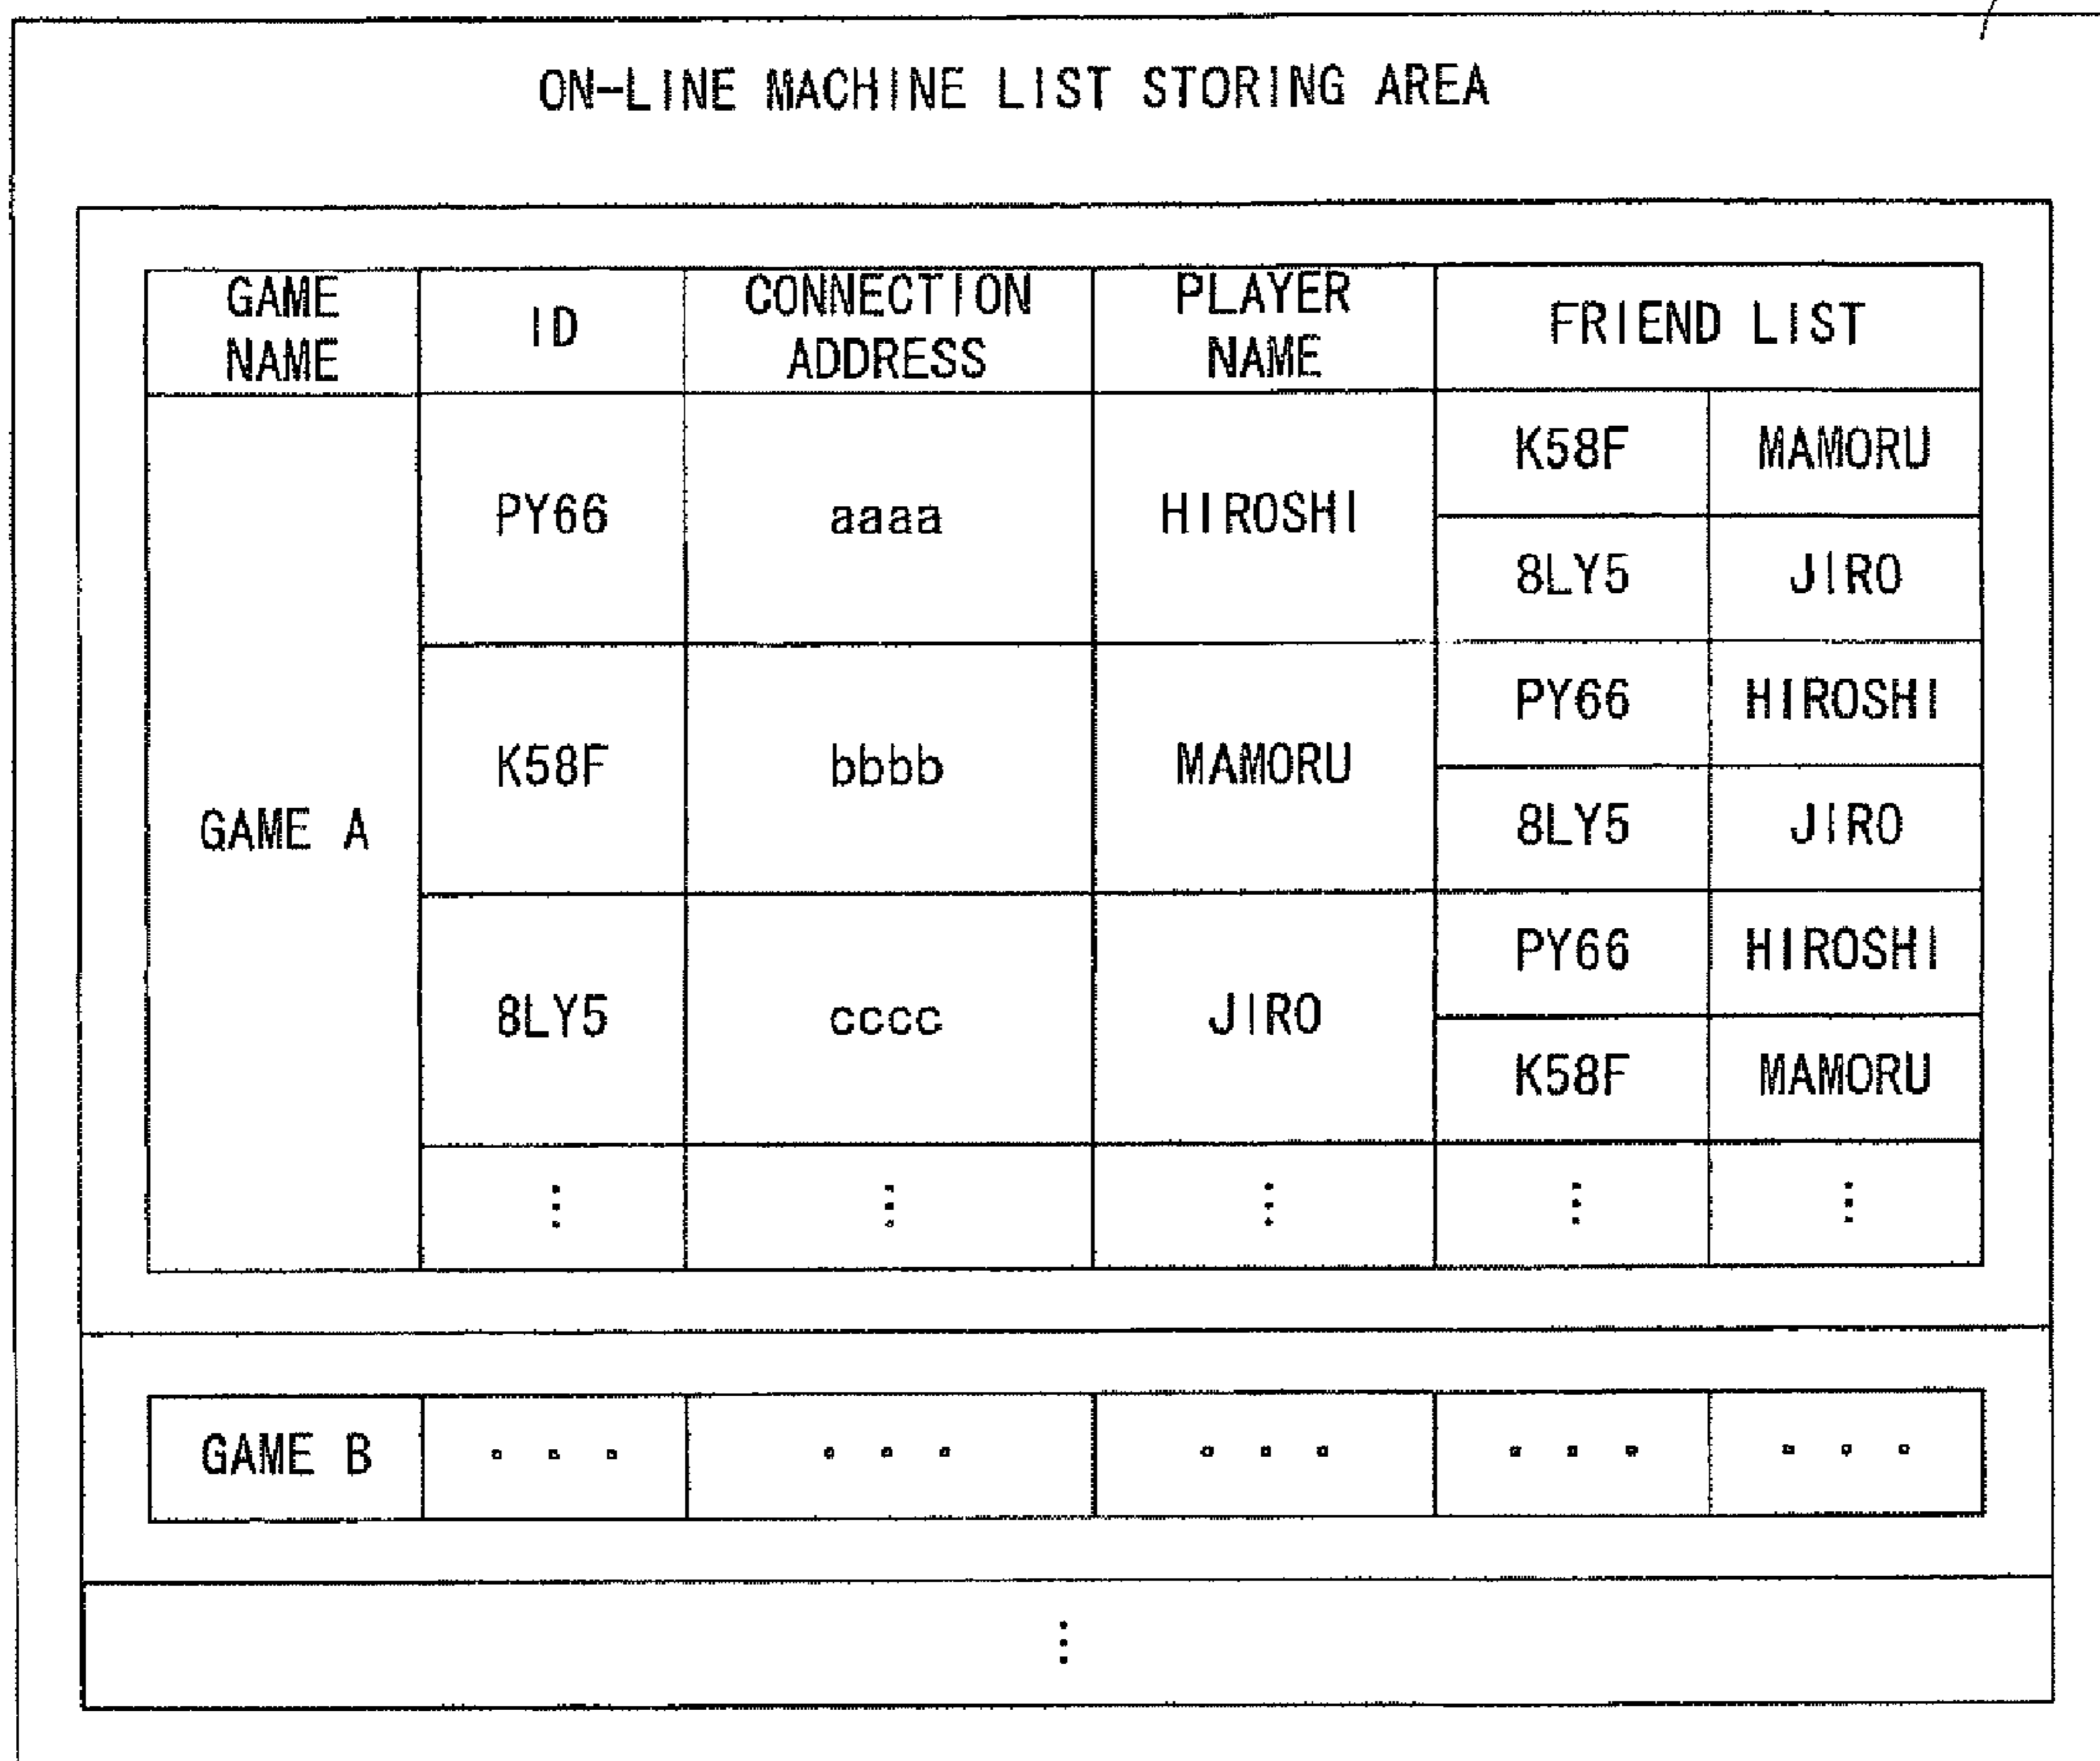 ON-LINE MACHINE LIST STORING AREA
GAME NAME ID CONNECTION ADDRESS PLAYER NAME FRIEND LIST
GAME A PY66 aaaa HIROSHI K58F MAMORU
8LY5 JIRO
K58F bbbb MAMORU PY66 HIROSHI
8LY5 JIRO
8LY5 cccc JIRO PY66 HIROSHI
K58F MAMORU
⋮ ⋮ ⋮ ⋮ ⋮
GAME B ・・・ ・・・ ・・・ ・・・ ・・・
⋮